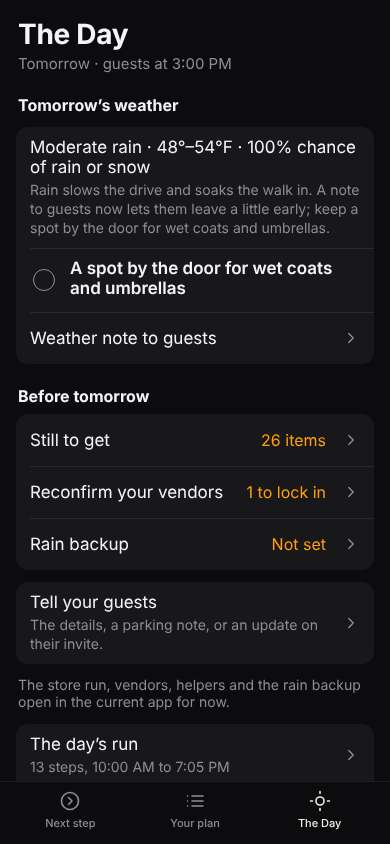 The Day
Tomorrow · guests at 3:00 PM
Tomorrow’s weather
Moderate rain · 48°–54°F · 100% chance
of rain or snow
Rain slows the drive and soaks the walk in. A note
to guests now lets them leave a little early; keep a
spot by the door for wet coats and umbrellas.
A spot by the door for wet coats
and umbrellas
Weather note to guests
Before tomorrow
Still to get 26 items
Reconfirm your vendors 1 to lock in
Rain backup Not set
Tell your guests
The details, a parking note, or an update on
their invite.
The store run, vendors, helpers and the rain backup
open in the current app for now.
The day’s run
13 steps, 10:00 AM to 7:05 PM
Next step Your plan The Day